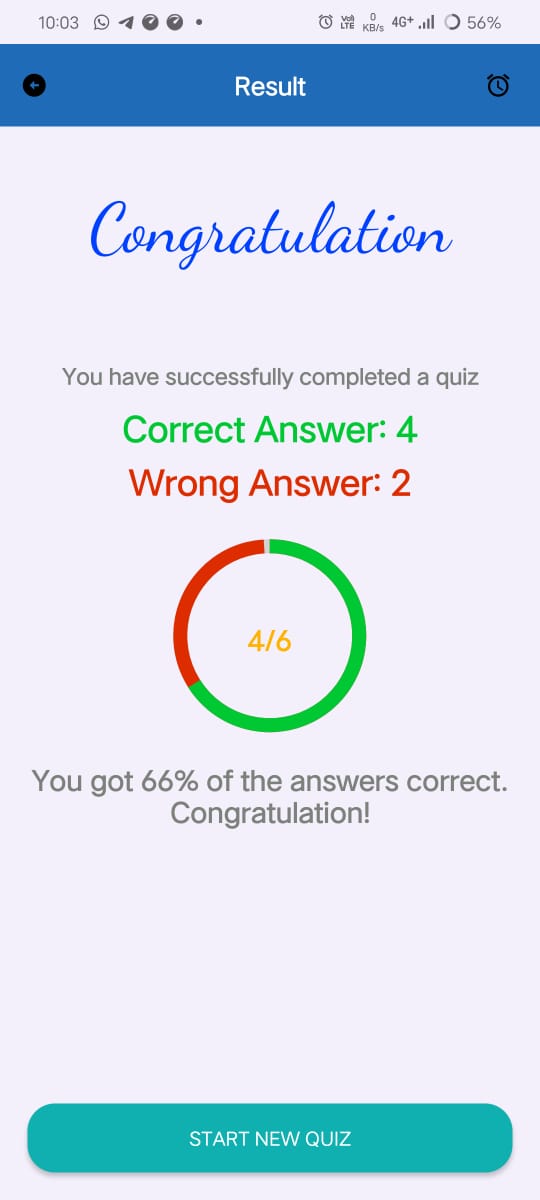 10:03
Vo)) LTE 0 KB/s 4G+ 56%
Result
Congratulation
You have successfully completed a quiz
Correct Answer: 4
Wrong Answer: 2
4/6
You got 66% of the answers correct.
Congratulation!
START NEW QUIZ